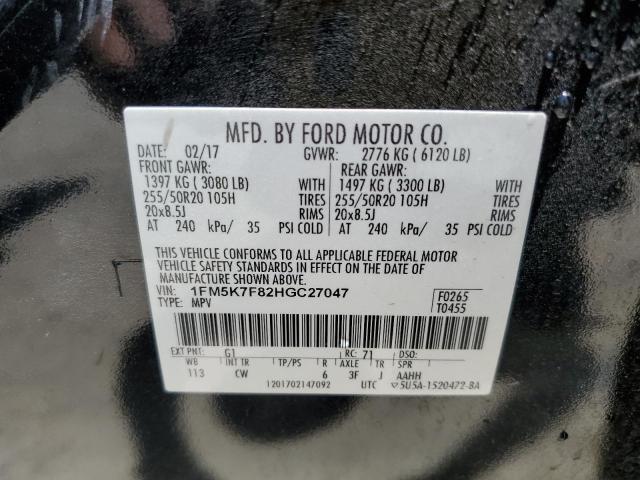 MFD. BY FORD MOTOR CO.
DATE: 02/17 GVWR: 2776 KG ( 6120 LB)
FRONT GAWR: REAR GAWR:
1397 KG ( 3080 LB) WITH 1497 KG ( 3300 LB) WITH
255/50R20 105H TIRES 255/50R20 105H TIRES
20x8.5J RIMS 20x8.5J RIMS
AT 240 kPa/ 35 PSI COLD AT 240 kPa/ 35 PSI COLD
THIS VEHICLE CONFORMS TO ALL APPLICABLE FEDERAL MOTOR
VEHICLE SAFETY STANDARDS IN EFFECT ON THE DATE OF
MANUFACTURE SHOWN ABOVE.
VIN: 1FM5K7F82HGC27047 F0265
TYPE: MPV T0455
EXT PNT: G1 RC: 71 DSO:
WB INT TR TP/PS R AXLE TR SPR
113 CW 6 3F J AAHH
1201702147092 UTC ▽5U5A-1520472-BA